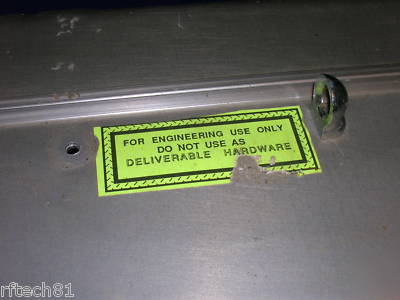 FOR ENGINEERING USE ONLY
DO NOT USE AS
DELIVERABLE HARDWARE
© rftech81